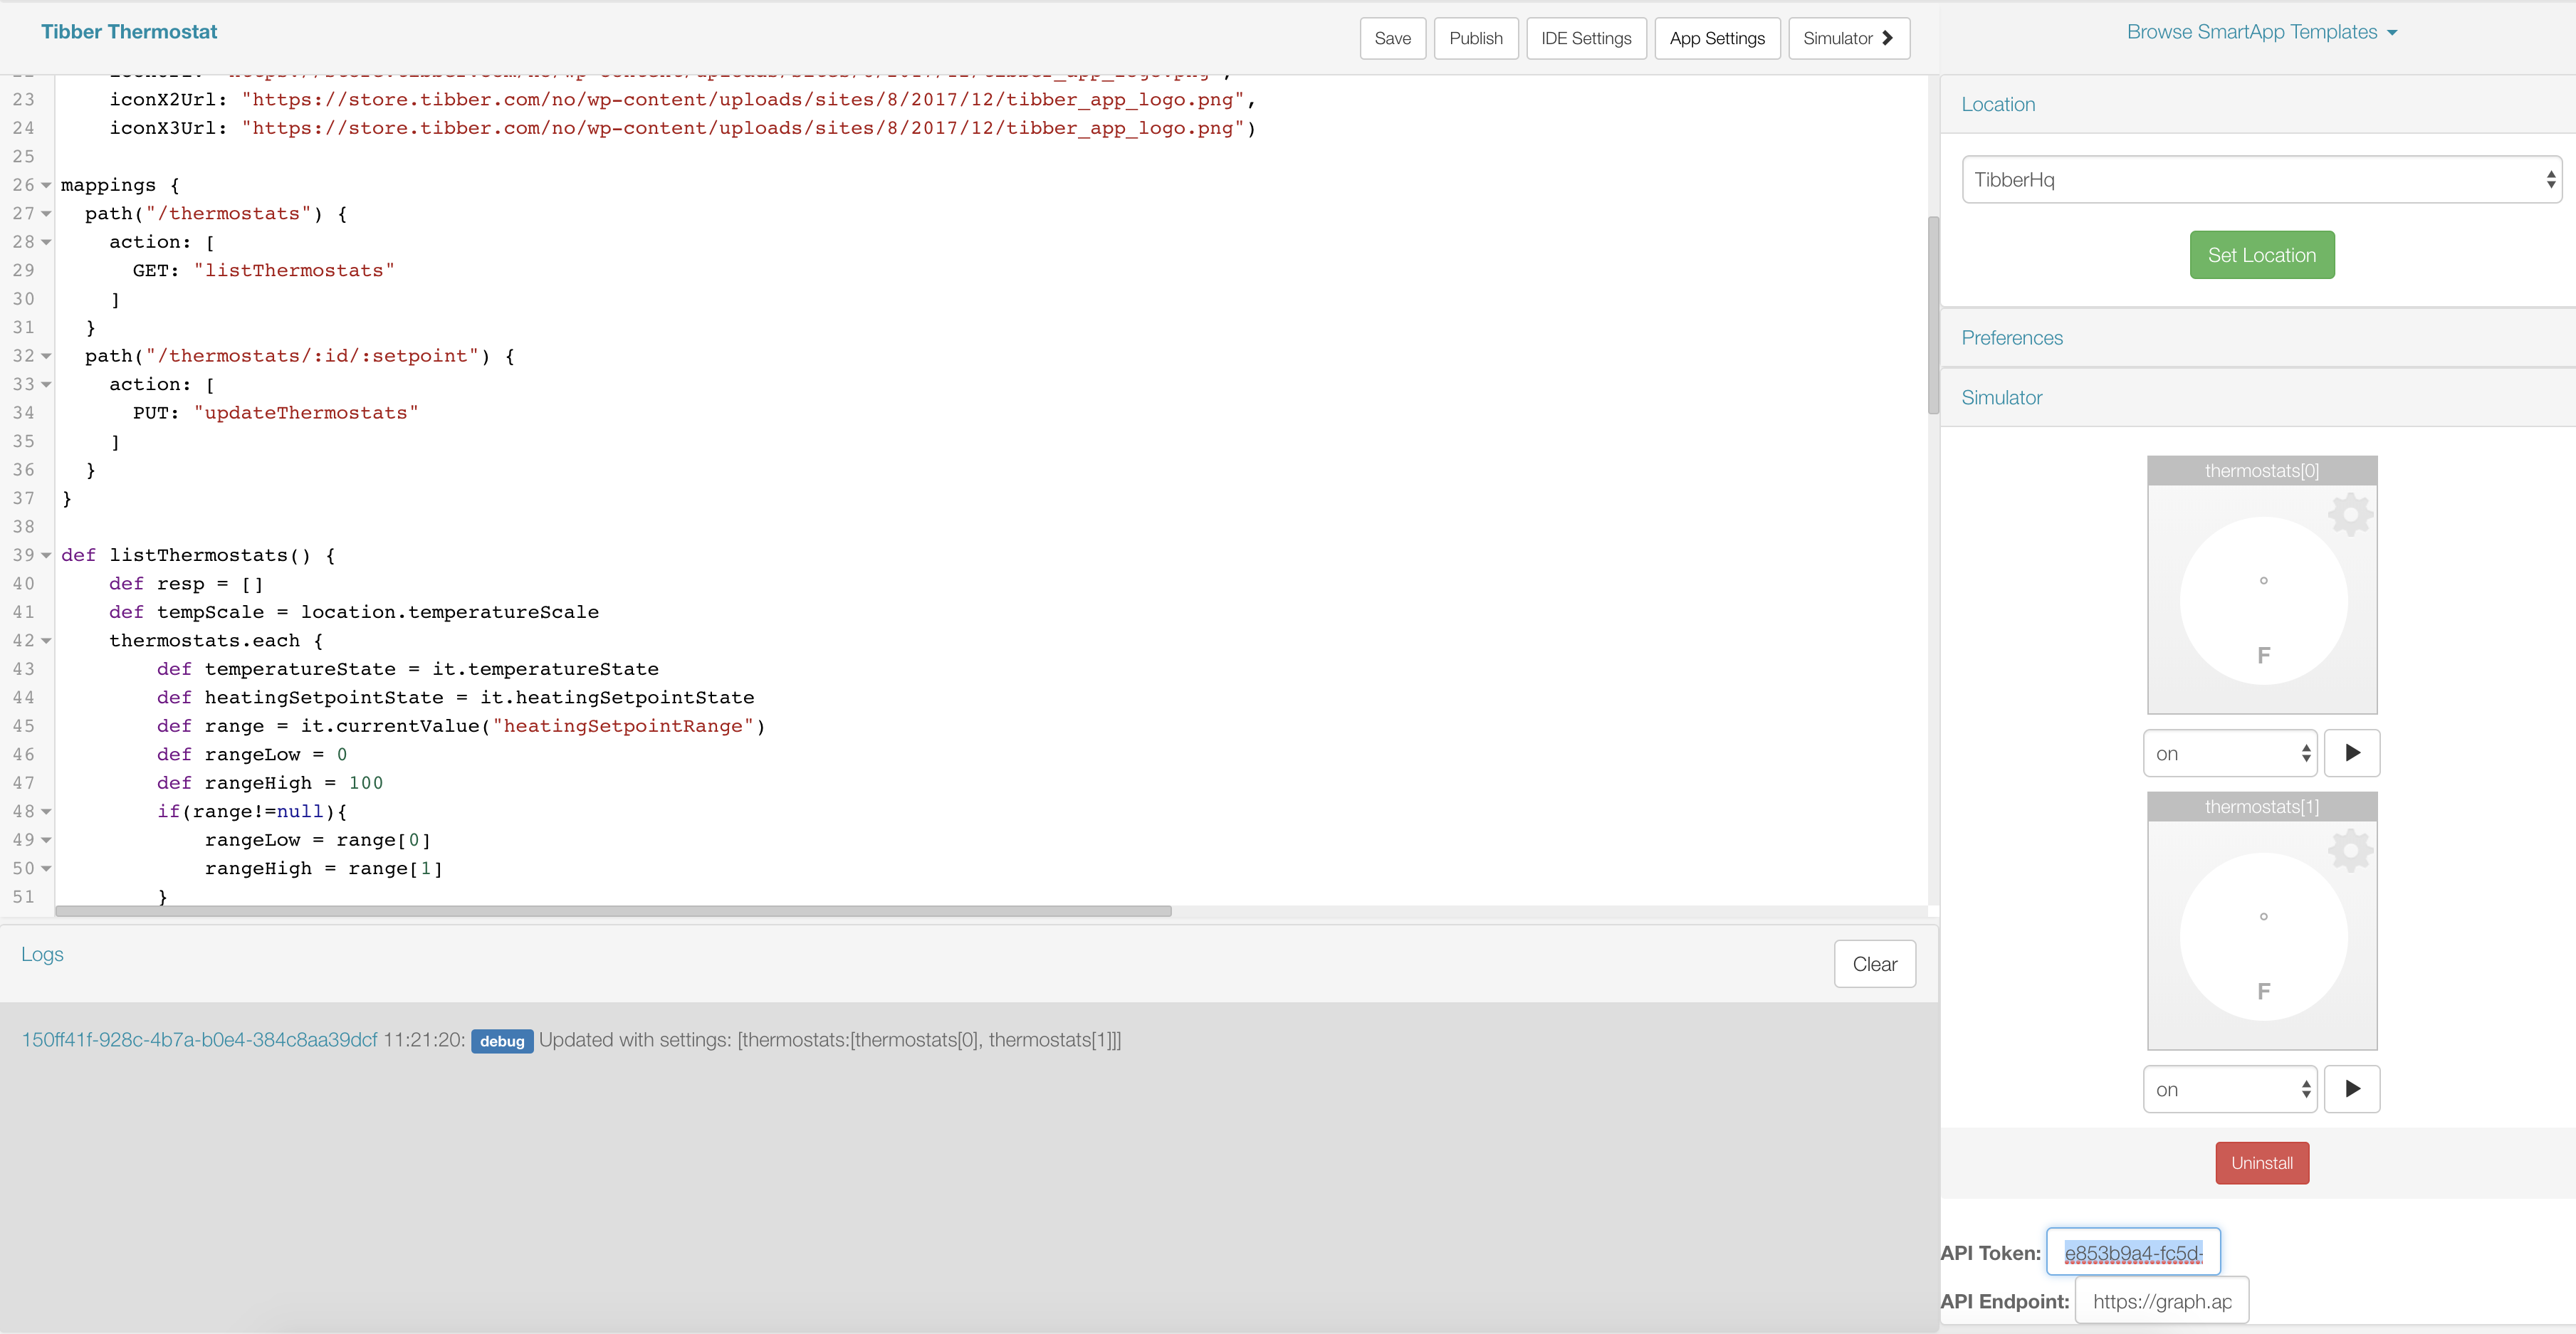 Tibber Thermostat
Save
Publish
IDE Settings
App Settings
Simulator
Browse SmartApp Templates
23 iconX2Url: "https://store.tibber.com/no/wp-content/uploads/sites/8/2017/12/tibber_app_logo.png",
24 iconX3Url: "https://store.tibber.com/no/wp-content/uploads/sites/8/2017/12/tibber_app_logo.png")
25
26 mappings {
27 path("/thermostats") {
28 action: [
29 GET: "listThermostats"
30 ]
31 }
32 path("/thermostats/:id/:setpoint") {
33 action: [
34 PUT: "updateThermostats"
35 ]
36 }
37 }
38
39 def listThermostats() {
40 def resp = []
41 def tempScale = location.temperatureScale
42 thermostats.each {
43 def temperatureState = it.temperatureState
44 def heatingSetpointState = it.heatingSetpointState
45 def range = it.currentValue("heatingSetpointRange")
46 def rangeLow = 0
47 def rangeHigh = 100
48 if(range!=null){
49 rangeLow = range[0]
50 rangeHigh = range[1]
51 }
Logs
Clear
150ff41f-928c-4b7a-b0e4-384c8aa39dcf 11:21:20: debug Updated with settings: [thermostats:[thermostats[0], thermostats[1]]]
Location
TibberHq
Set Location
Preferences
Simulator
thermostats[0]
°
F
on
thermostats[1]
°
F
on
Uninstall
API Token: e853b9a4-fc5d-
API Endpoint: https://graph.ap